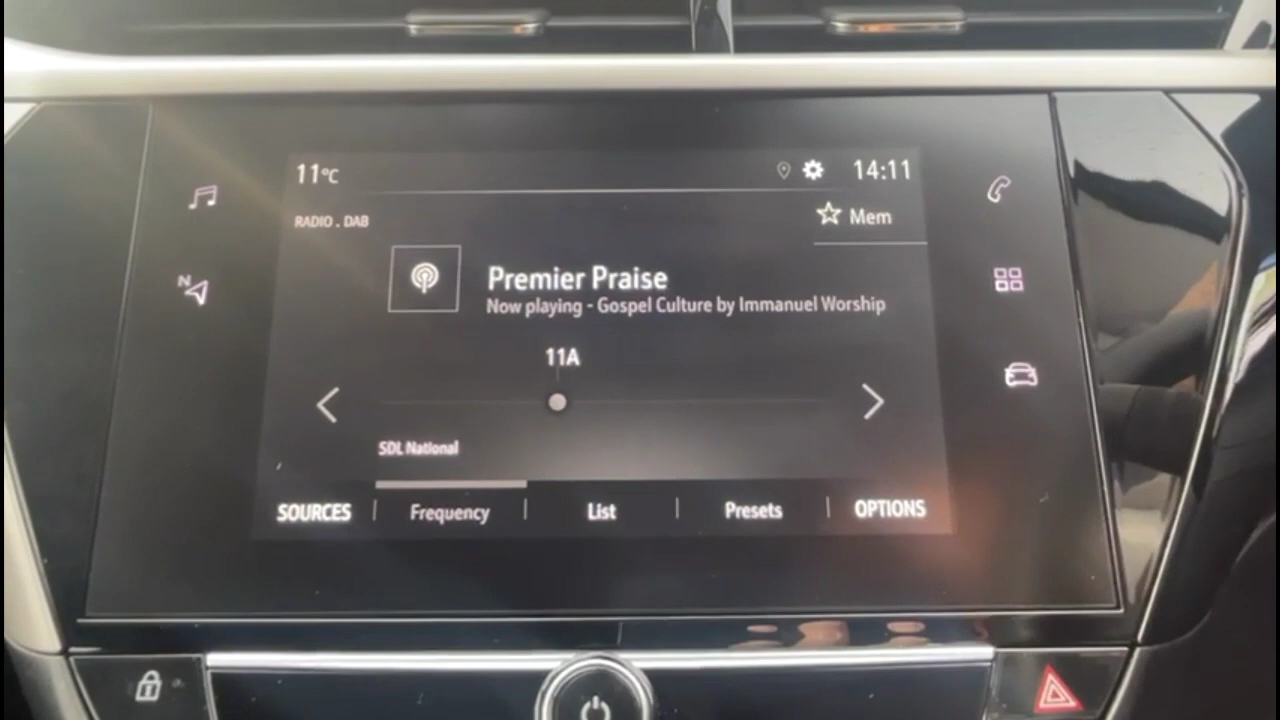 11°C
14:11
RADIO . DAB
Mem
Premier Praise
Now playing - Gospel Culture by Immanuel Worship
11A
SDL National
SOURCES
Frequency
List
Presets
OPTIONS
N